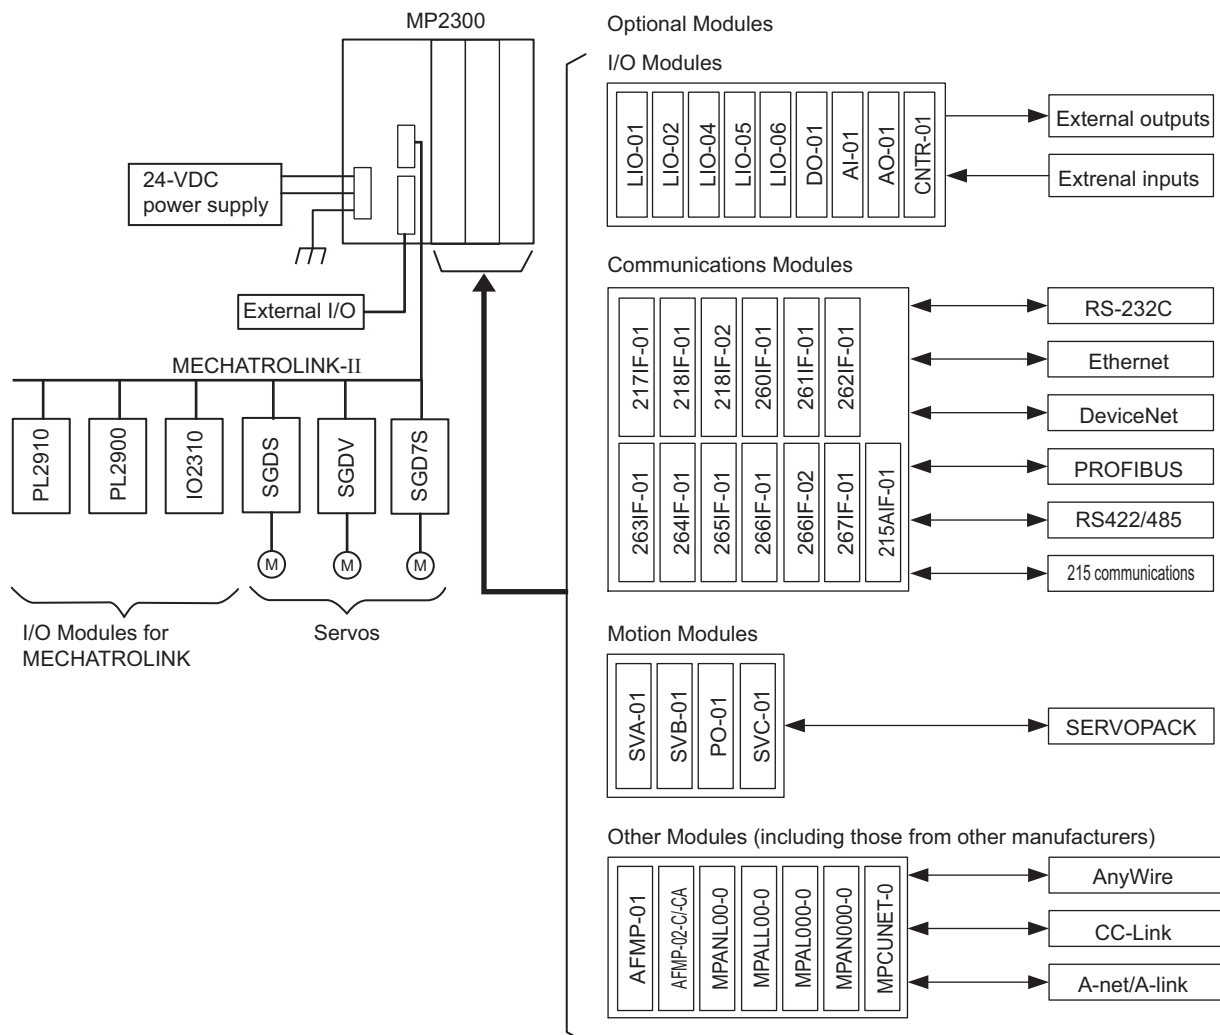 MP2300
24-VDC
power supply
External I/O
MECHATROLINK-II
PL2910
PL2900
IO2310
SGDS
SGDV
SGD7S
M
M
M
I/O Modules for
MECHATROLINK
Servos
Optional Modules
I/O Modules
LIO-01
LIO-02
LIO-04
LIO-05
LIO-06
DO-01
AI-01
AO-01
CNTR-01
External outputs
Extrenal inputs
Communications Modules
217IF-01
218IF-01
218IF-02
260IF-01
261IF-01
262IF-01
263IF-01
264IF-01
265IF-01
266IF-01
266IF-02
267IF-01
215AIF-01
RS-232C
Ethernet
DeviceNet
PROFIBUS
RS422/485
215 communications
Motion Modules
SVA-01
SVB-01
PO-01
SVC-01
SERVOPACK
Other Modules (including those from other manufacturers)
AFMP-01
AFMP-02-C/-CA
MPANL00-0
MPALL00-0
MPAL000-0
MPAN000-0
MPCUNET-0
AnyWire
CC-Link
A-net/A-link